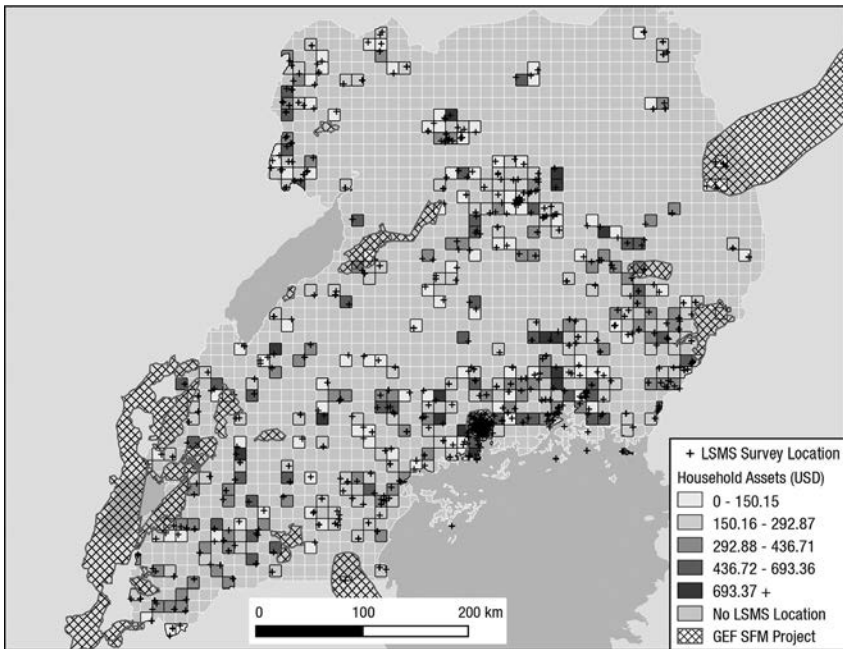 + LSMS Survey Location
Household Assets (USD)
0 - 150.15
150.16 - 292.87
292.88 - 436.71
436.72 - 693.36
693.37 +
No LSMS Location
GEF SFM Project
0 100 200 km